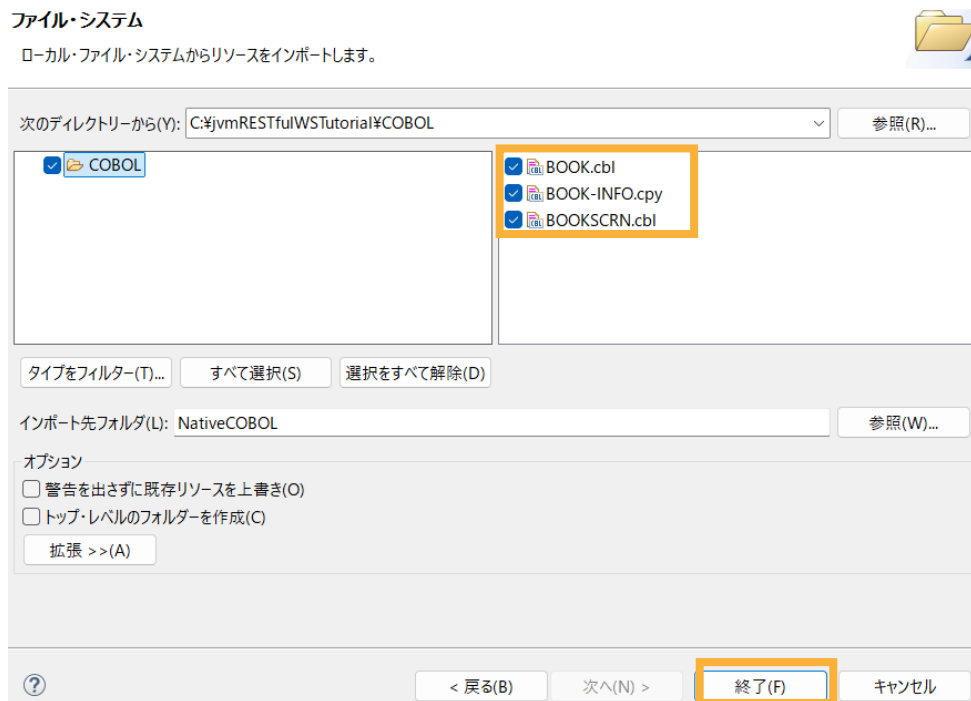 ファイル・システム
ローカル・ファイル・システムからリソースをインポートします。
次のディレクトリーから(Y): C:¥jvmRESTfulWSTutorial¥COBOL 参照(R)...
COBOL
BOOK.cbl
BOOK-INFO.cpy
BOOKSCRN.cbl
タイプをフィルター(T)... すべて選択(S) 選択をすべて解除(D)
インポート先フォルダ(L): NativeCOBOL 参照(W)...
オプション
警告を出さずに既存リソースを上書き(O)
トップ・レベルのフォルダーを作成(C)
拡張 >>(A)
< 戻る(B) 次へ(N) > 終了(F) キャンセル